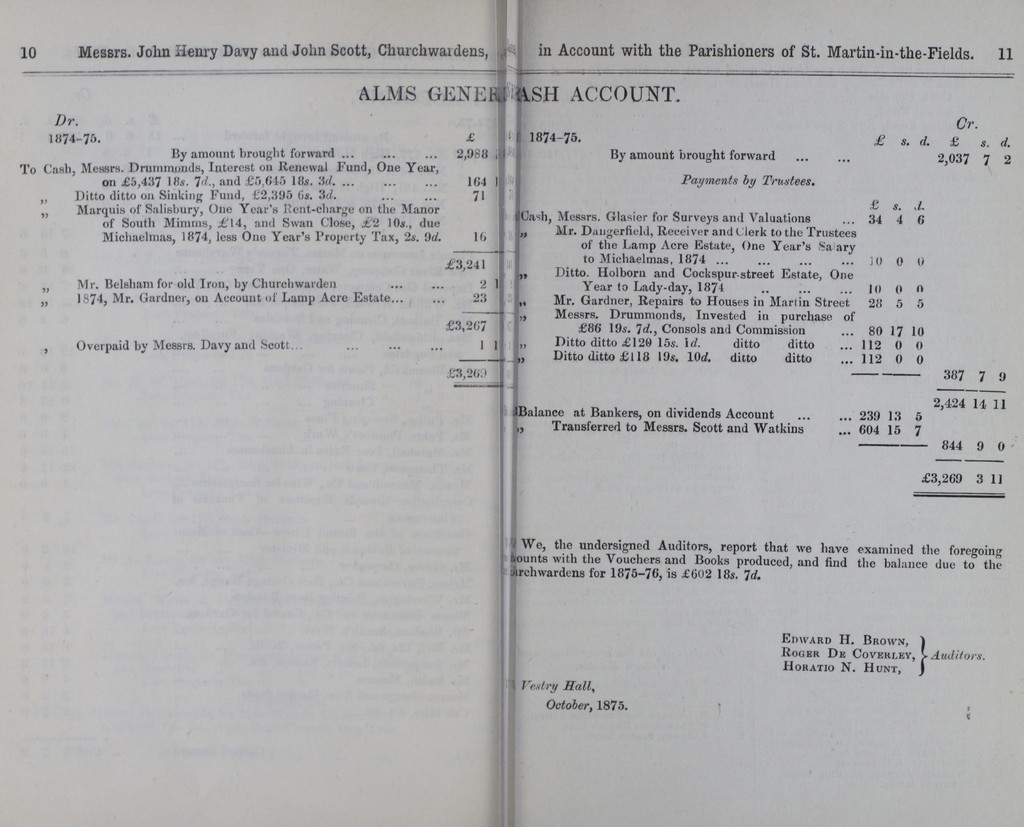 10 Messrs. John Henry Davy and John Scott, Churchwardens,
ALMS GENER
Dr.
1874-75. £
By amount brought forward ... ... ... 2,988
To Cash, Messrs. Drummonds, Interest on Renewal Fund, One Year,
on £5,437 18s. 7d., and £5,645 18s. 3d. ... ... ... 164
„ Ditto ditto on Sinking Fund, £2,395 6s. 3d. ... ... 71
„ Marquis of Salisbury, One Year's Rent-charge on the Manor
of South Mimms, £14, and Swan Close, £2 10s., due
Michaelmas, 1874, less One Year's Property Tax, 2s. 9d. 16
£3,241
„ Mr. Belsham for old Iron, by Churchwarden ... ... 2 1
„ 1874, Mr. Gardner, on Account of Lamp Acre Estate... ... 23
£3,267
, Overpaid by Messrs. Davy and Scott... ... ... ... 1 1
£3,269
in Account with the Parishioners of St. Martin-in-the-Fields. 11
ASH ACCOUNT.
Cr.
1874-75. £ s. d. £ s. d.
By amount brought forward ... ... 2,037 7 2
Payments by Trustees.
£ s. d.
Cash, Messrs. Glasier for Surveys and Valuations ... 34 4 6
„ Mr. Dangerfield, Receiver and Clerk to the Trustees
of the Lamp Acre Estate, One Year's Salary
to Michaelmas, 1874 ... ... ... ... 10 0 0
„ Ditto. Holborn and Cockspur-street Estate, One
Year to Lady-day, 1874 .. ... ... 10 0 0
„ Mr. Gardner, Repairs to Houses in Martin Street 28 5 5
„ Messrs. Drummonds, Invested in purchase of
£86 19s. 7d., Consols and Commission ... 80 17 10
„ Ditto ditto £120 15s. 1d. ditto ditto ... 112 0 0
„ Ditto ditto £118 19s. 10d. ditto ditto ... 112 0 0
387 7 9
2,424 14 11
Balance at Bankers, on dividends Account ... ... 239 13 5
„ Transferred to Messrs. Scott and Watkins ... 604 15 7
844 9 0
£3,269 3 11
We, the undersigned Auditors, report that we have examined the foregoing
ounts with the Vouchers and Books produced, and find the balance due to the
rchwardens for 1875-76, is £602 18s. 7d.
EDWARD H. BROWN,
ROGER DE COVERLEY, } Auditors.
HORATIO N. HUNT,
Vestry Hall,
October, 1875.